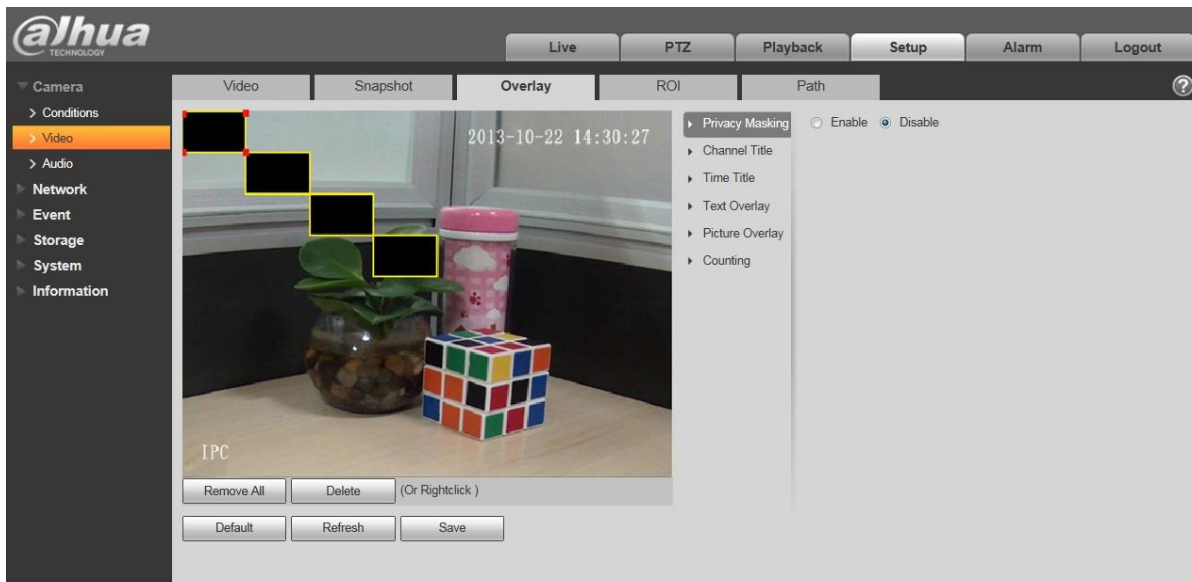 alhua
TECHNOLOGY
Live
PTZ
Playback
Setup
Alarm
Logout
Camera
Conditions
Video
Audio
Network
Event
Storage
System
Information
Video
Snapshot
Overlay
ROI
Path
?
2013-10-22 14:30:27
IPC
Privacy Masking
Enable
Disable
Channel Title
Time Title
Text Overlay
Picture Overlay
Counting
Remove All
Delete
(Or Rightclick )
Default
Refresh
Save